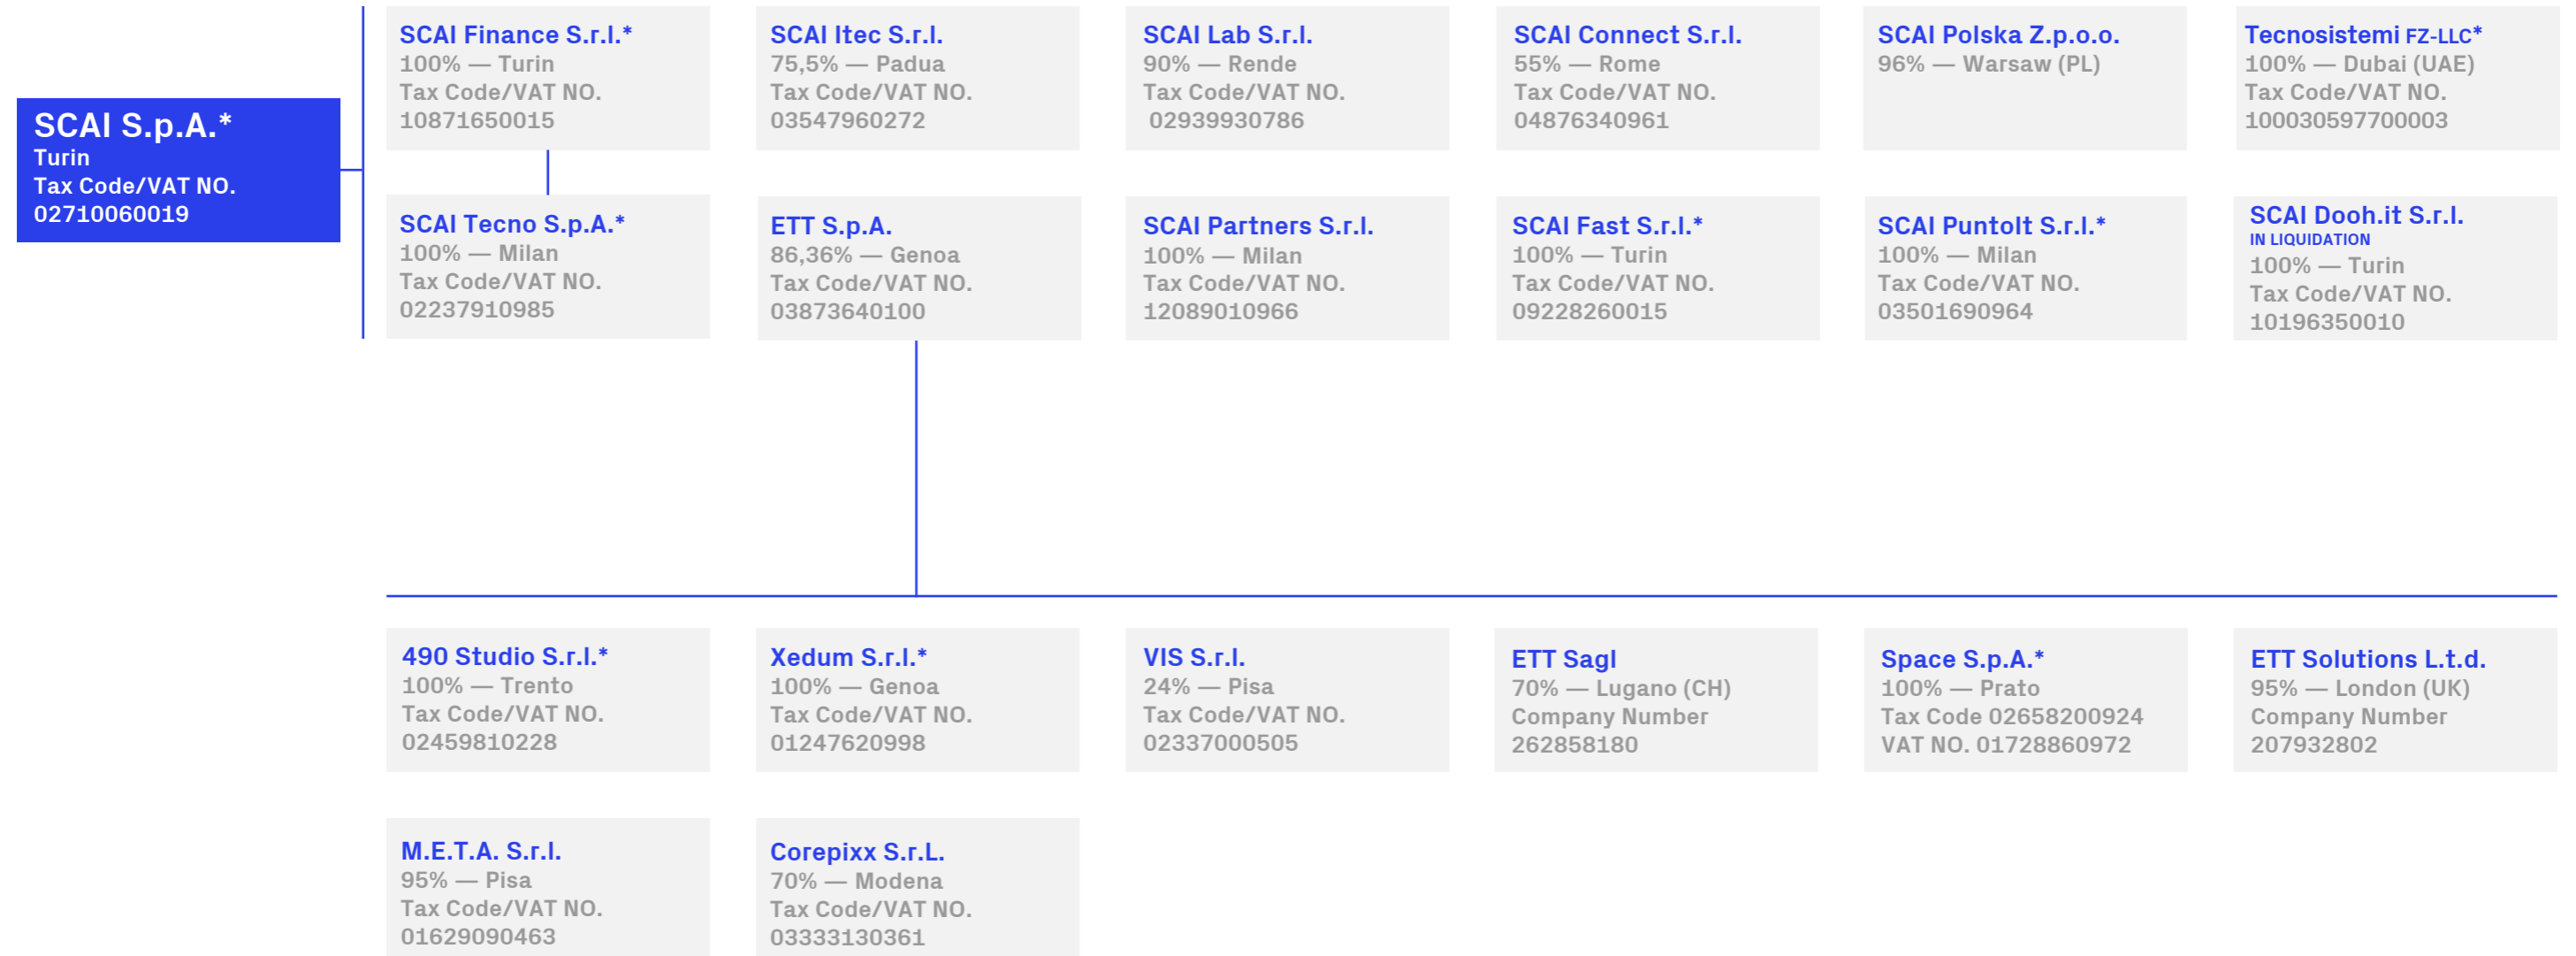 SCAI S.p.A.*
Turin
Tax Code/VAT NO.
02710060019
SCAI Finance S.r.l.*
100% — Turin
Tax Code/VAT NO.
10871650015
SCAI Itec S.r.l.
75,5% — Padua
Tax Code/VAT NO.
03547960272
SCAI Lab S.r.l.
90% — Rende
Tax Code/VAT NO.
02939930786
SCAI Connect S.r.l.
55% — Rome
Tax Code/VAT NO.
04876340961
SCAI Polska Z.p.o.o.
96% — Warsaw (PL)
Tecnosistemi FZ-LLC*
100% — Dubai (UAE)
Tax Code/VAT NO.
100030597700003
SCAI Tecno S.p.A.*
100% — Milan
Tax Code/VAT NO.
02237910985
ETT S.p.A.
86,36% — Genoa
Tax Code/VAT NO.
03873640100
SCAI Partners S.r.l.
100% — Milan
Tax Code/VAT NO.
12089010966
SCAI Fast S.r.l.*
100% — Turin
Tax Code/VAT NO.
09228260015
SCAI PuntoIt S.r.l.*
100% — Milan
Tax Code/VAT NO.
03501690964
SCAI Dooh.it S.r.l.
IN LIQUIDATION
100% — Turin
Tax Code/VAT NO.
10196350010
490 Studio S.r.l.*
100% — Trento
Tax Code/VAT NO.
02459810228
Xedum S.r.l.*
100% — Genoa
Tax Code/VAT NO.
01247620998
VIS S.r.l.
24% — Pisa
Tax Code/VAT NO.
02337000505
ETT Sagl
70% — Lugano (CH)
Company Number
262858180
Space S.p.A.*
100% — Prato
Tax Code 02658200924
VAT NO. 01728860972
ETT Solutions L.t.d.
95% — London (UK)
Company Number
207932802
M.E.T.A. S.r.l.
95% — Pisa
Tax Code/VAT NO.
01629090463
Corepixx S.r.L.
70% — Modena
Tax Code/VAT NO.
03333130361